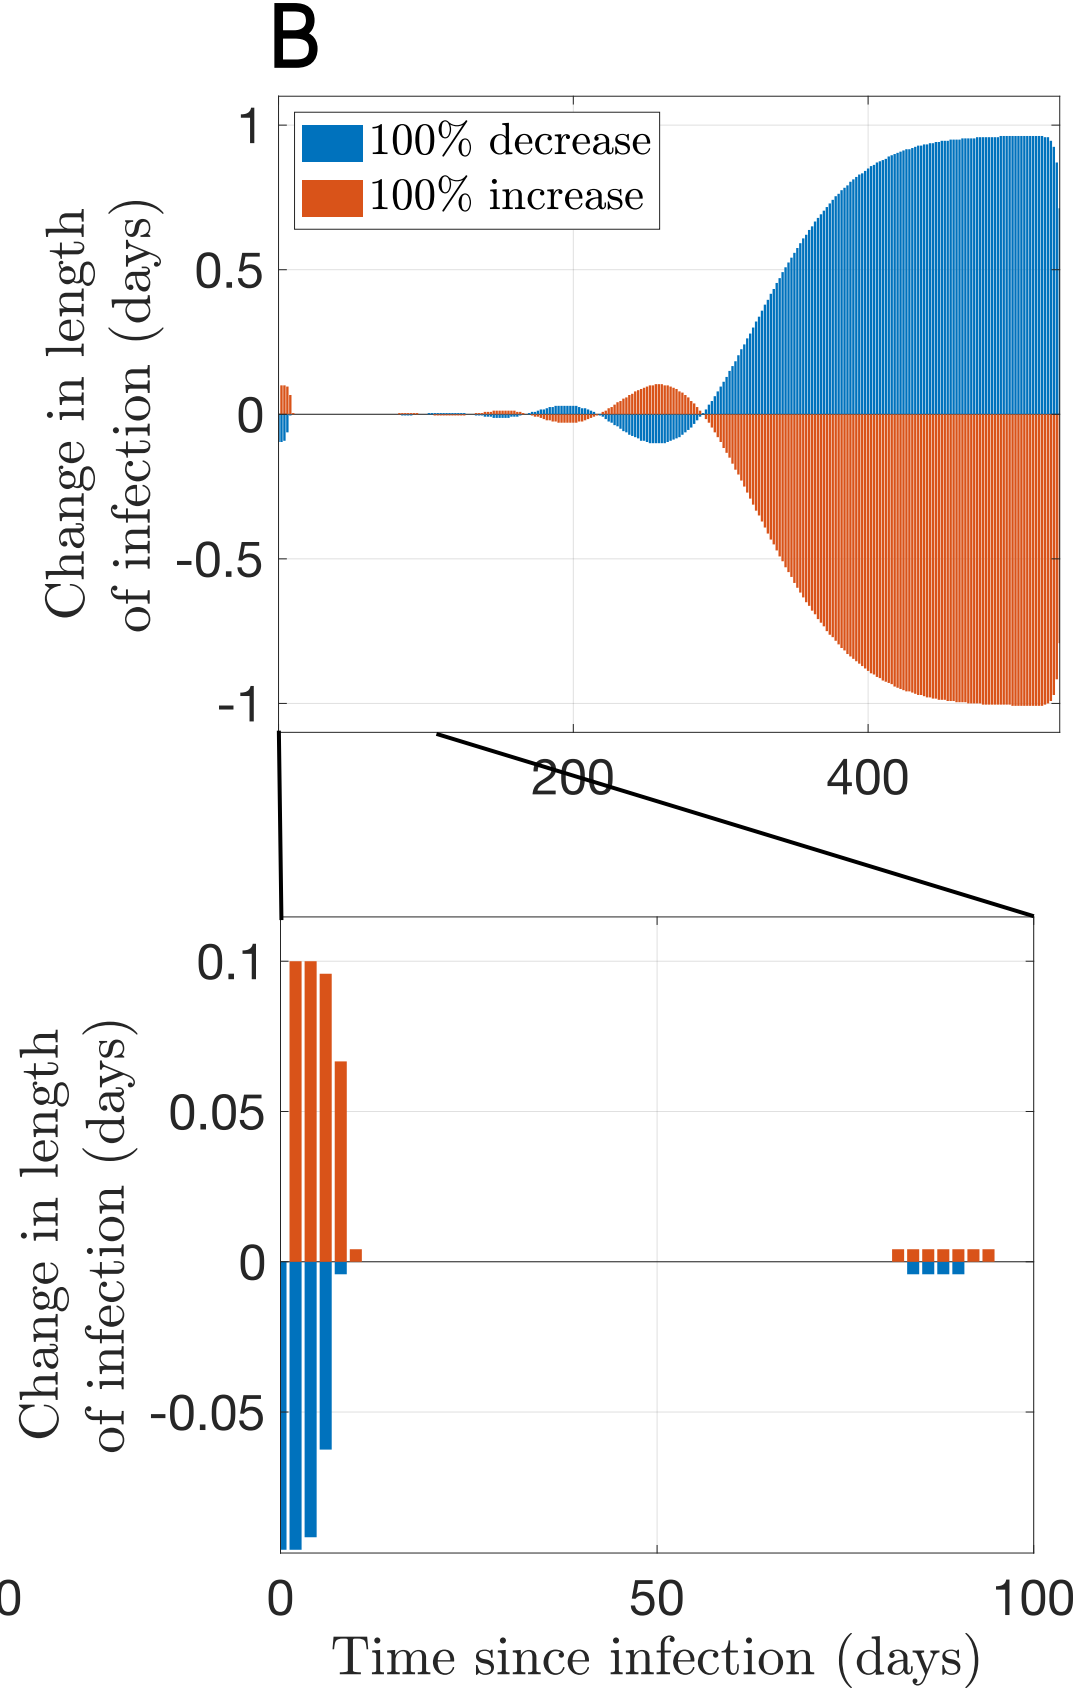 B
1
0.5
0
-0.5
-1
Change in length
of infection (days)
100% decrease
100% increase
200
400
0.1
0.05
0
-0.05
Change in length
of infection (days)
0
0
50
100
Time since infection (days)